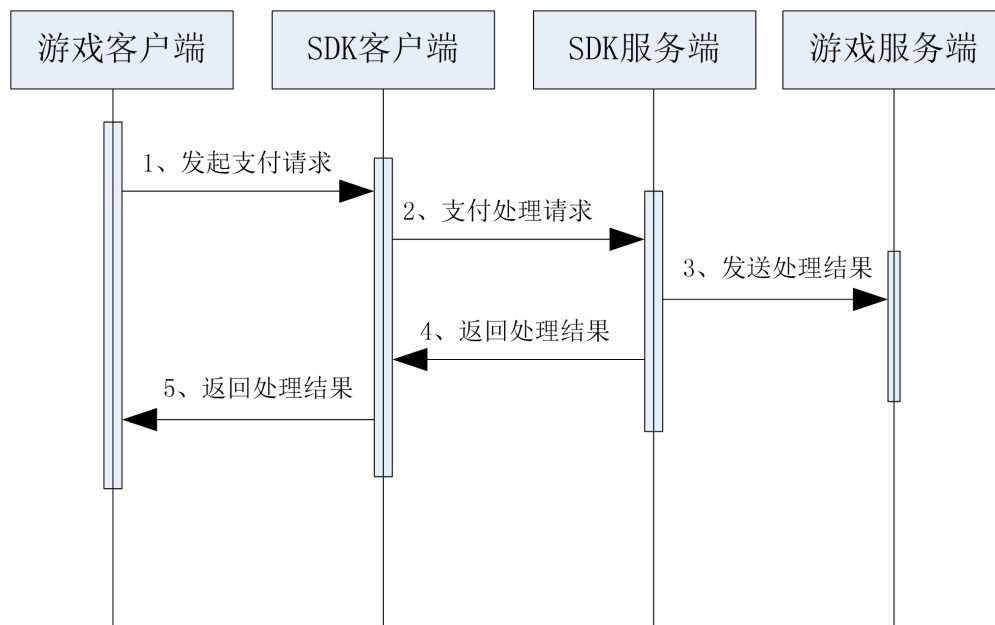 游戏客户端
SDK客户端
SDK服务端
游戏服务端
1、发起支付请求
2、支付处理请求
3、发送处理结果
4、返回处理结果
5、返回处理结果